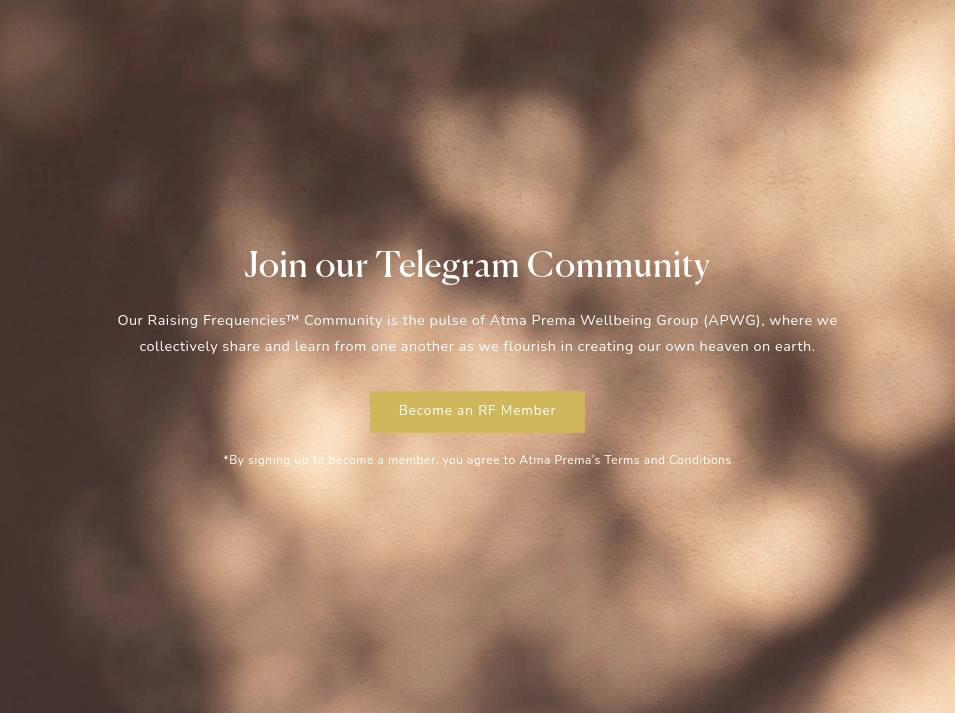 Join our Telegram Community
Our Raising Frequencies™ Community is the pulse of Atma Prema Wellbeing Group (APWG), where we
collectively share and learn from one another as we flourish in creating our own heaven on earth.
Become an RF Member
*By signing up to become a member, you agree to Atma Prema's Terms and Conditions